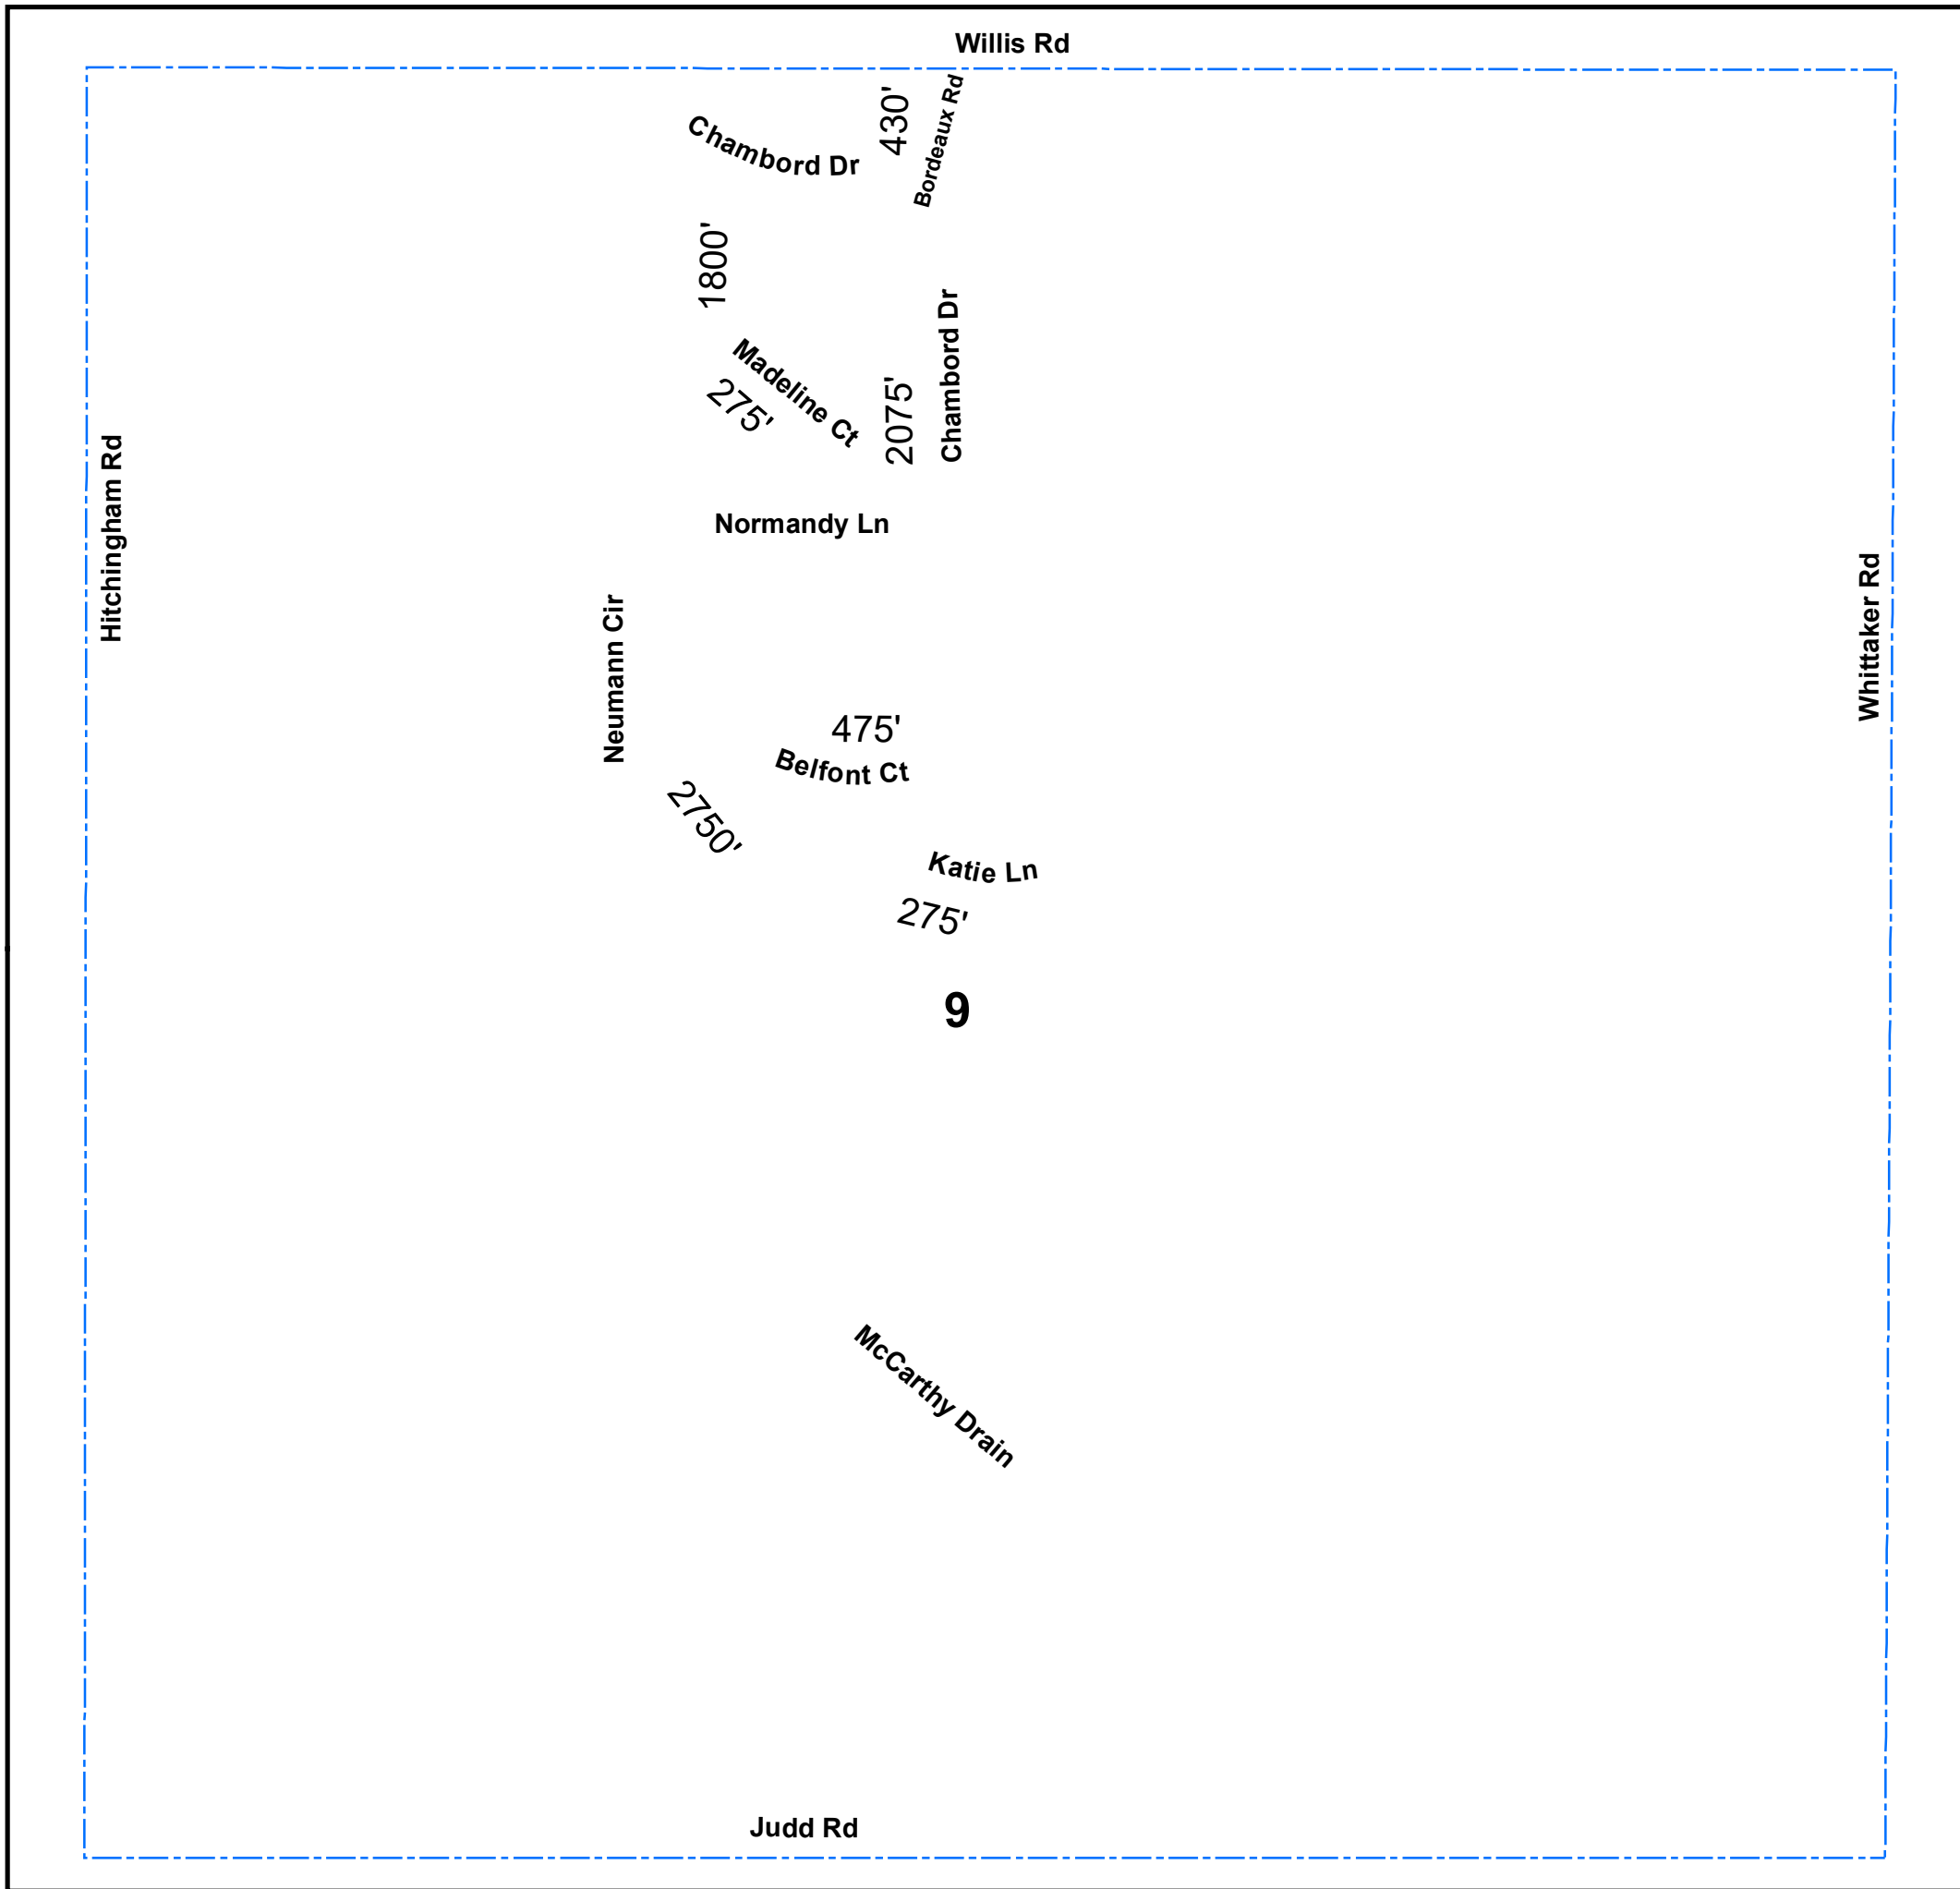 Willis Rd
430'
Bordeaux Rd
Chambord Dr
1800'
Chambord Dr
Madeline Ct
275'
2075'
Hitchingham Rd
Normandy Ln
Whittaker Rd
Neumann Cir
475'
Belfont Ct
2750'
Katie Ln
275'
9
McCarthy Drain
Judd Rd